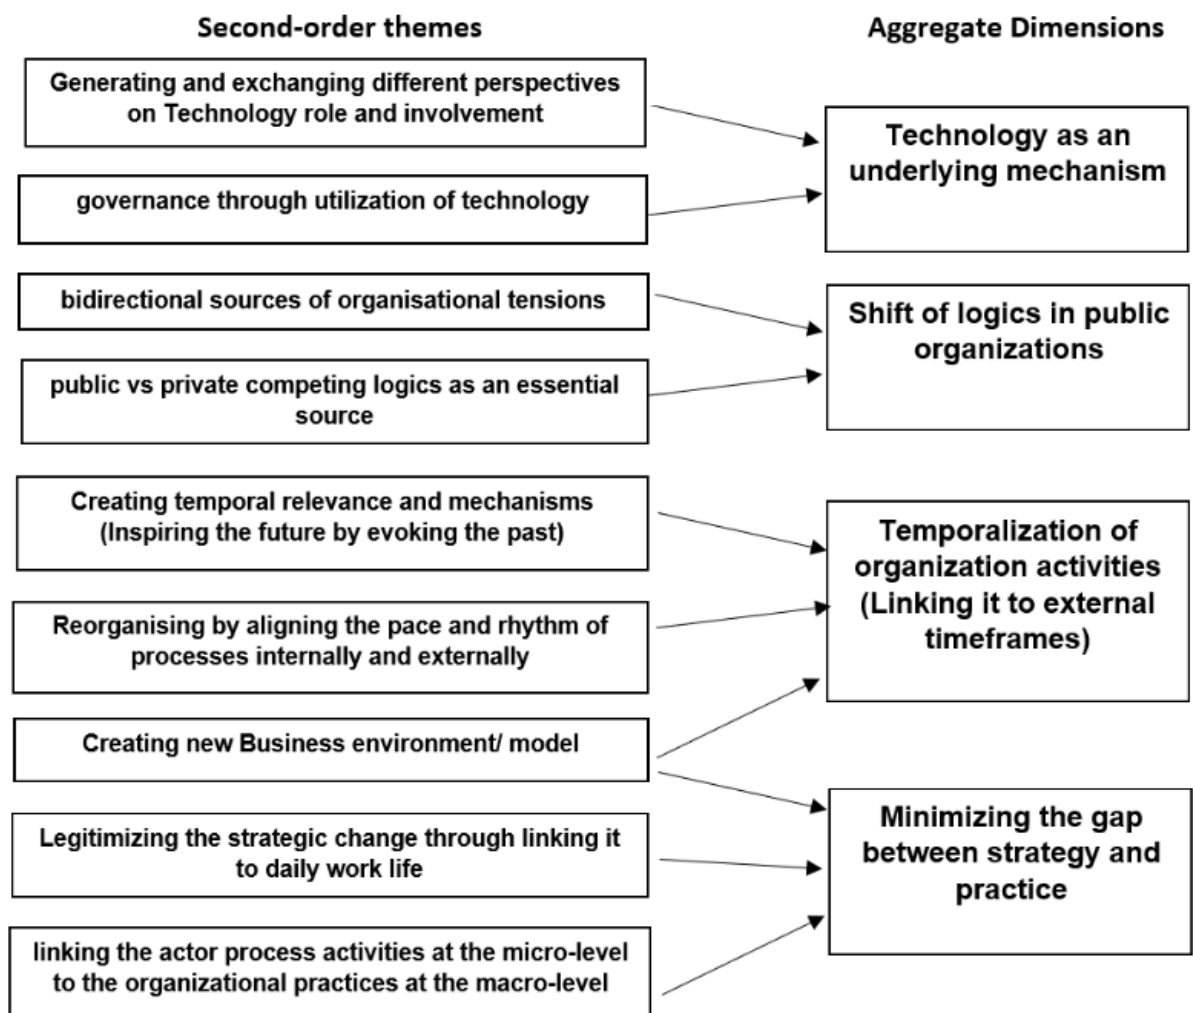 Second-order themes
Aggregate Dimensions
Generating and exchanging different perspectives
on Technology role and involvement
governance through utilization of technology
Technology as an
underlying mechanism
bidirectional sources of organisational tensions
public vs private competing logics as an essential
source
Shift of logics in public
organizations
Creating temporal relevance and mechanisms
(Inspiring the future by evoking the past)
Reorganising by aligning the pace and rhythm of
processes internally and externally
Creating new Business environment/ model
Temporalization of
organization activities
(Linking it to external
timeframes)
Legitimizing the strategic change through linking it
to daily work life
linking the actor process activities at the micro-level
to the organizational practices at the macro-level
Minimizing the gap
between strategy and
practice